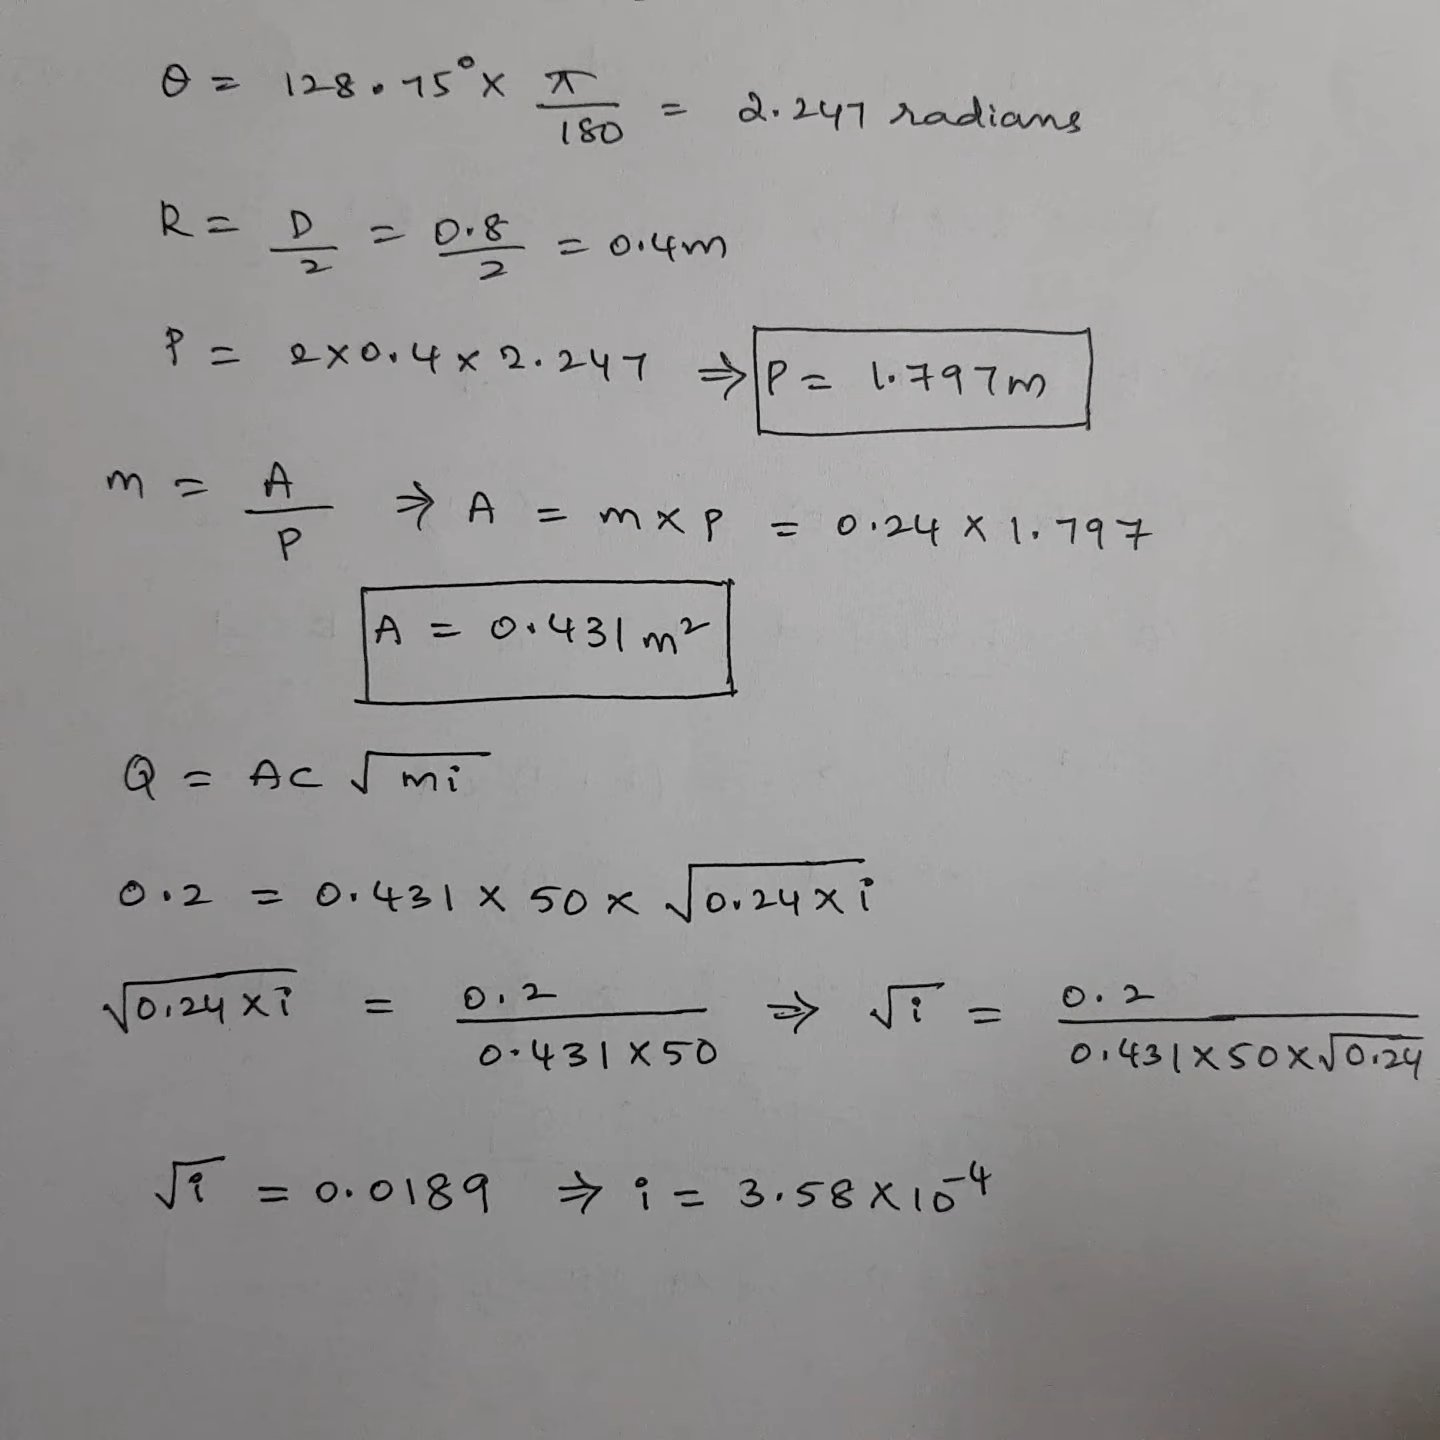 θ = 128.75° × π/180 = 2.247 radians
R = D/2 = 0.8/2 = 0.4m
P = 2×0.4×2.247 ⇒ P = 1.797m
m = A/P ⇒ A = m×P = 0.24 × 1.797
A = 0.431 m²
Q = AC √mi
0.2 = 0.431 × 50 × √0.24×i
√0.24×i = 0.2/0.431×50 ⇒ √i = 0.2/0.431×50×√0.24
√i = 0.0189 ⇒ i = 3.58×10⁻⁴